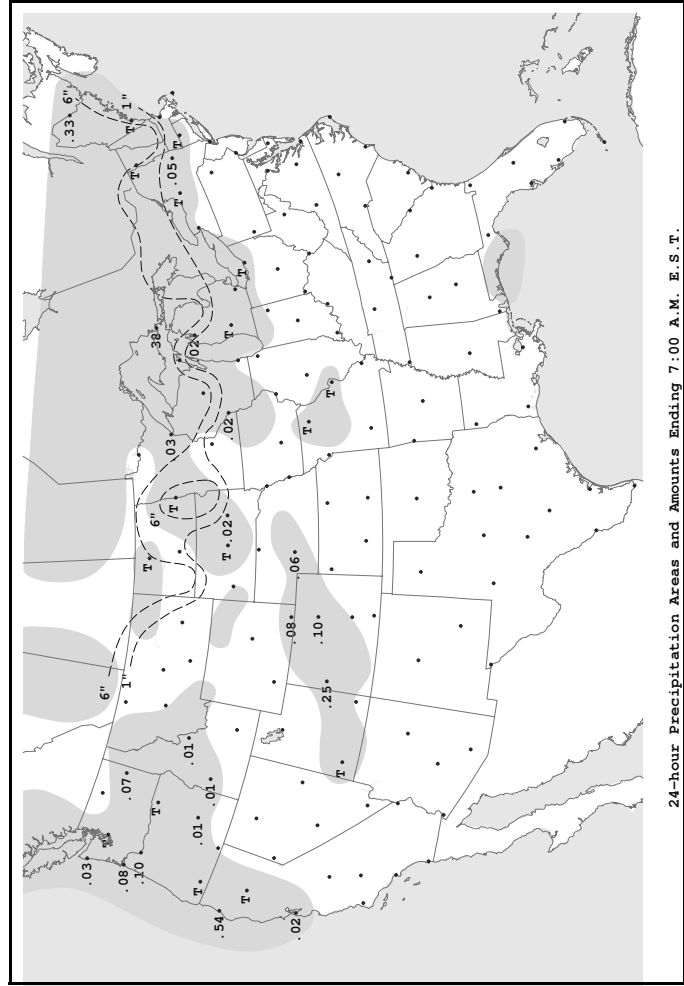 6"
.33
.03
6"
.08
.07
1"
1"
T
T
.10
T
6"
T
.38
.03
.05
T
T
T
.01
.02
T
.01
T
.01
.54
T
.02
.02
T
T
T
.08
.02
.06
T
.10
.25
T
T
24-hour Precipitation Areas and Amounts Ending 7:00 A.M. E.S.T.